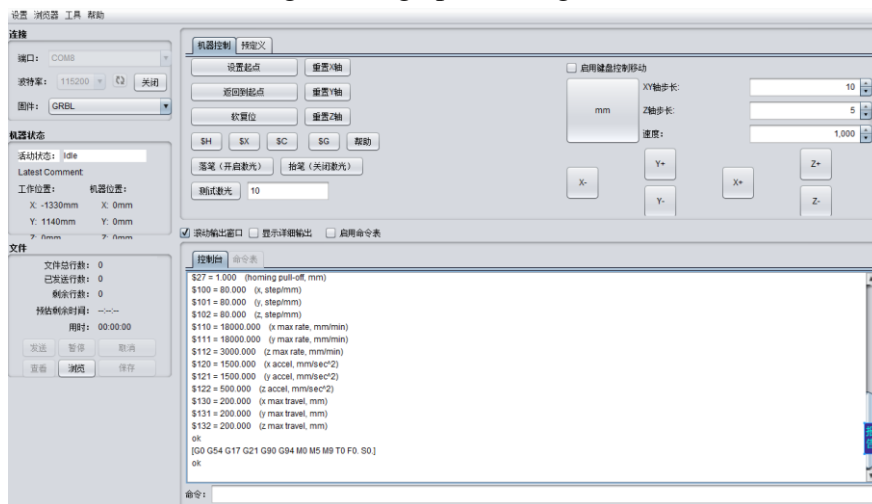 设置 浏览器 工具 帮助
连接
端口: COM8
波特率: 115200 关闭
固件: GRBL
机器状态
活动状态: Idle
Latest Comment:
工作位置: 机器位置:
X: -1330mm X: 0mm
Y: 1140mm Y: 0mm
Z: 0mm Z: 0mm
文件
文件总行数: 0
已发送行数: 0
剩余行数: 0
预估剩余时间: --:--:--
用时: 00:00:00
发送 暂停 取消
查看 浏览 保存
机器控制 预定义
设置起点 重置X轴
返回到起点 重置Y轴
软复位 重置Z轴
$H $X $C $G 帮助
落笔(开启激光) 抬笔(关闭激光)
测试激光 10
启用键盘控制移动
mm
XY轴步长: 10
Z轴步长: 5
速度: 1,000
X- Y+ Y- X+ Z+ Z-
滚动输出窗口 显示详细输出 启用命令表
控制台 命令表
$27 = 1.000 (homing pull-off, mm)
$100 = 80.000 (x, step/mm)
$101 = 80.000 (y, step/mm)
$102 = 80.000 (z, step/mm)
$110 = 18000.000 (x max rate, mm/min)
$111 = 18000.000 (y max rate, mm/min)
$112 = 3000.000 (z max rate, mm/min)
$120 = 1500.000 (x accel, mm/sec^2)
$121 = 1500.000 (y accel, mm/sec^2)
$122 = 500.000 (z accel, mm/sec^2)
$130 = 200.000 (x max travel, mm)
$131 = 200.000 (y max travel, mm)
$132 = 200.000 (z max travel, mm)
ok
[G0 G54 G17 G21 G90 G94 M0 M5 M9 T0 F0. S0.]
ok
命令: